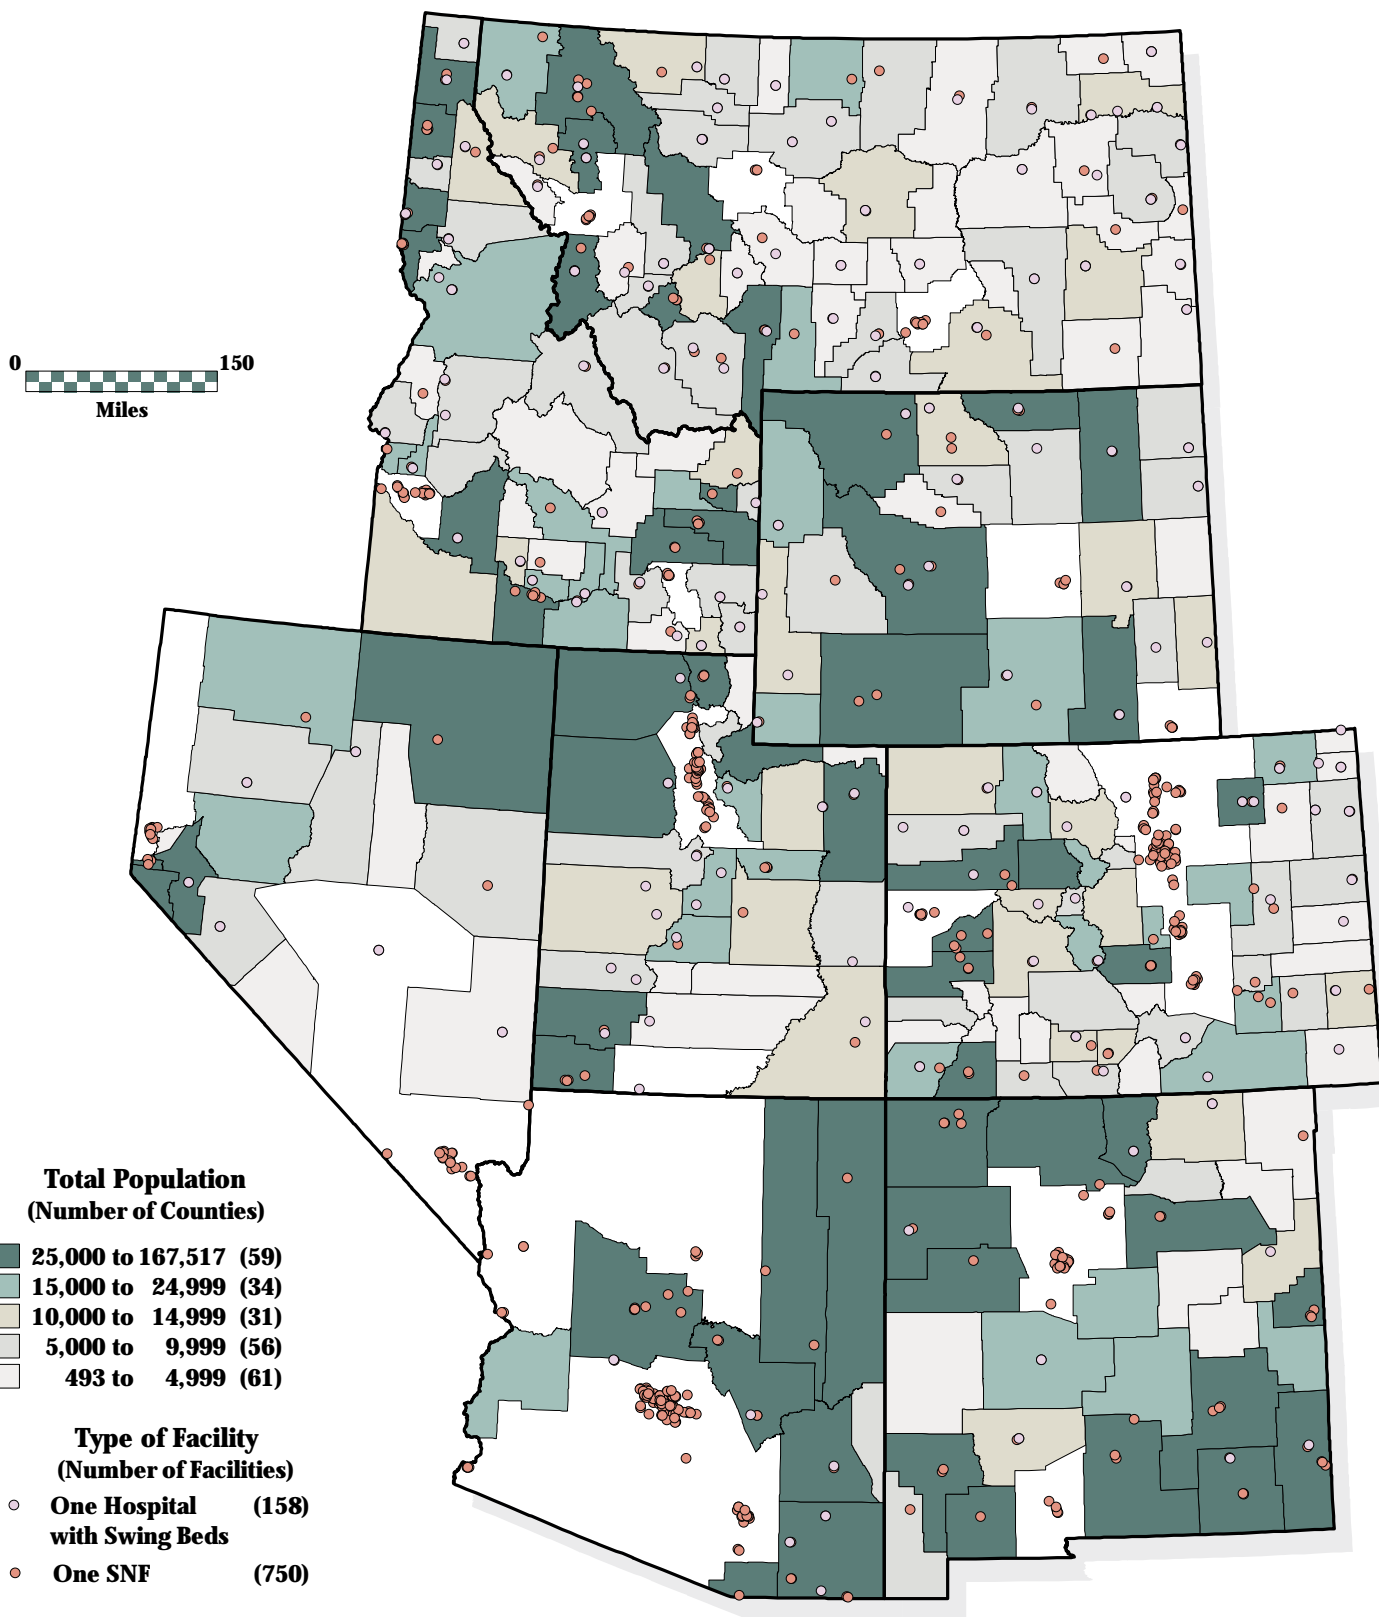 0 150
Miles
Total Population
(Number of Counties)
25,000 to 167,517 (59)
15,000 to 24,999 (34)
10,000 to 14,999 (31)
5,000 to 9,999 (56)
493 to 4,999 (61)
Type of Facility
(Number of Facilities)
One Hospital (158)
with Swing Beds
One SNF (750)